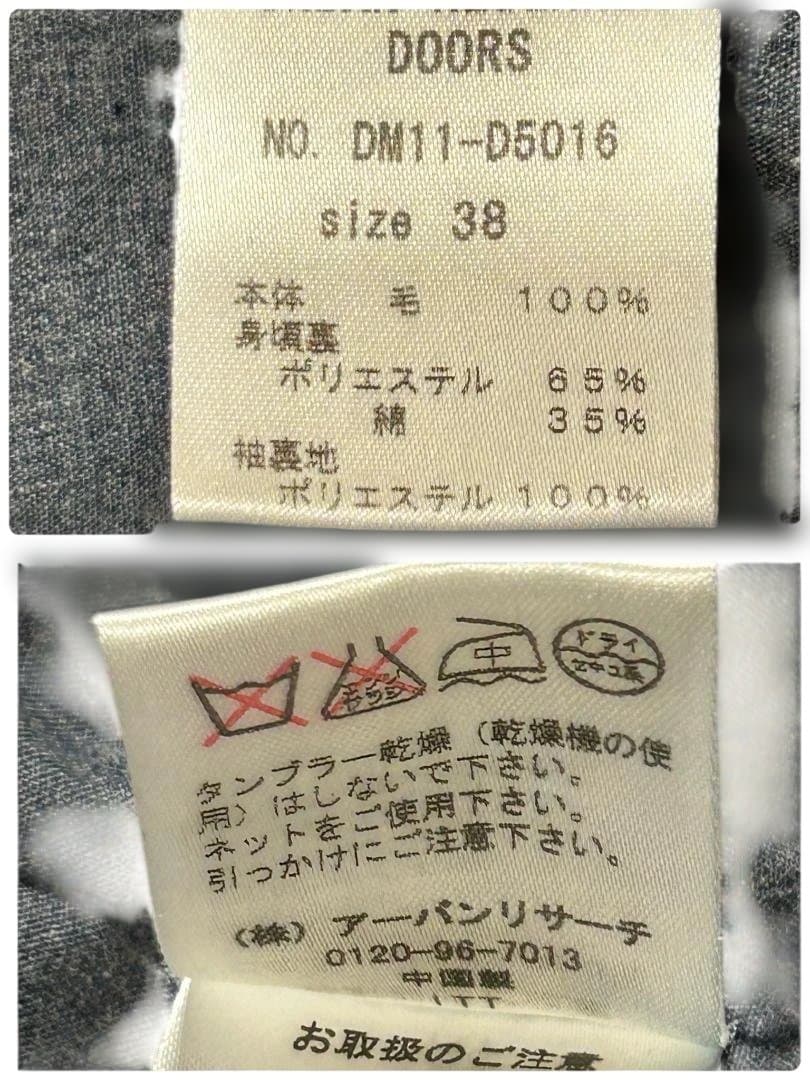 DOORS
NO. DM11-D5016
size 38
本体 毛 100%
身頃裏
ポリエステル 65%
綿 35%
袖裏地
ポリエステル 100%
中
ドライ
タンブラー乾燥（乾燥機の使
用）はしないで下さい。
ネットをご使用下さい。
引っかけにご注意下さい。
（株）アーバンリサーチ
0120-96-7013
中国製
お取扱のご注意